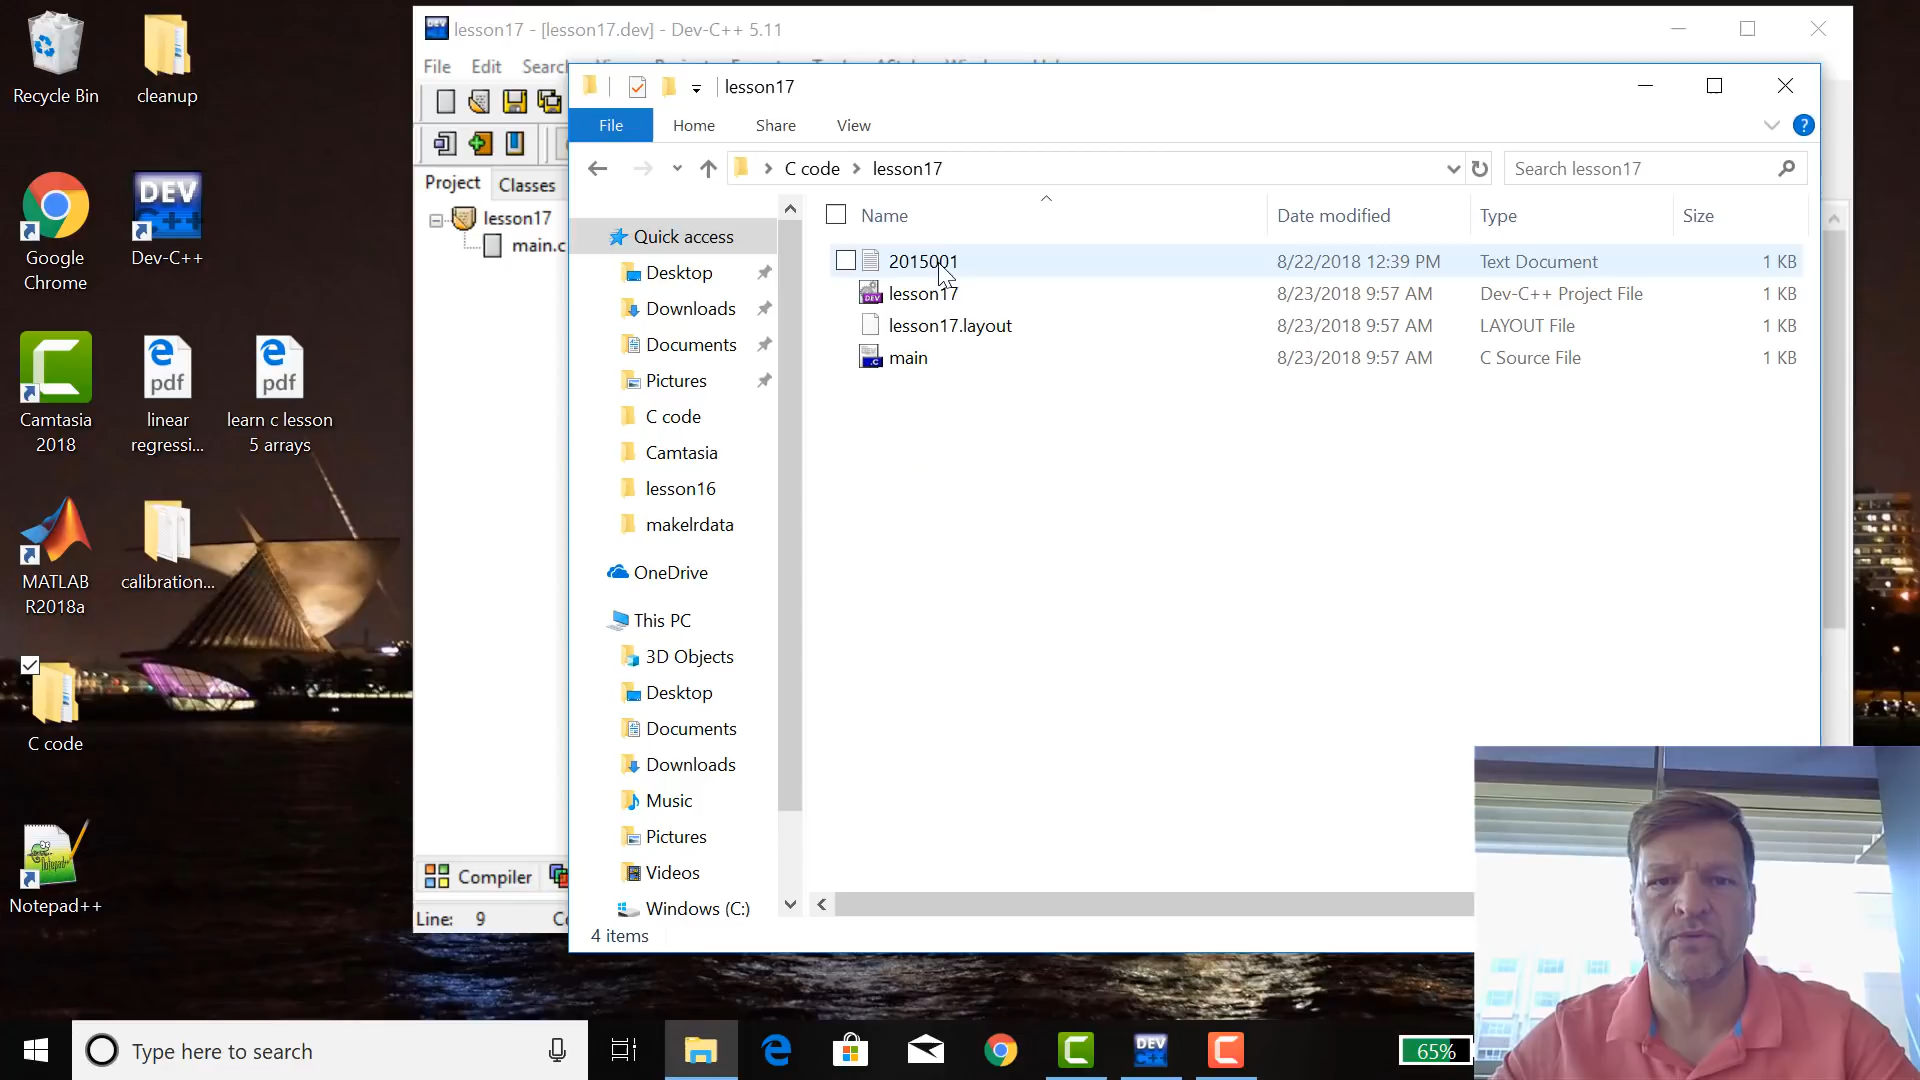 Recycle Bin
cleanup
Google
Chrome
DEV
C++
Dev-C++
Camtasia
2018
pdf
linear
regressi...
pdf
learn c lesson
5 arrays
MATLAB
R2018a
calibration...
C code
Notepad++
lesson17 - [lesson17.dev] - Dev-C++ 5.11
File Edit Search
Project Classes
lesson17
main.c
Compiler
Line: 9
lesson17
File Home Share View
C code > lesson17
Search lesson17
Name Date modified Type Size
2015001 8/22/2018 12:39 PM Text Document 1 KB
lesson17 8/23/2018 9:57 AM Dev-C++ Project File 1 KB
lesson17.layout 8/23/2018 9:57 AM LAYOUT File 1 KB
main 8/23/2018 9:57 AM C Source File 1 KB
Quick access
Desktop
Downloads
Documents
Pictures
C code
Camtasia
lesson16
makelrdata
OneDrive
This PC
3D Objects
Desktop
Documents
Downloads
Music
Pictures
Videos
Windows (C:)
4 items
Type here to search
DEV
C++
65%